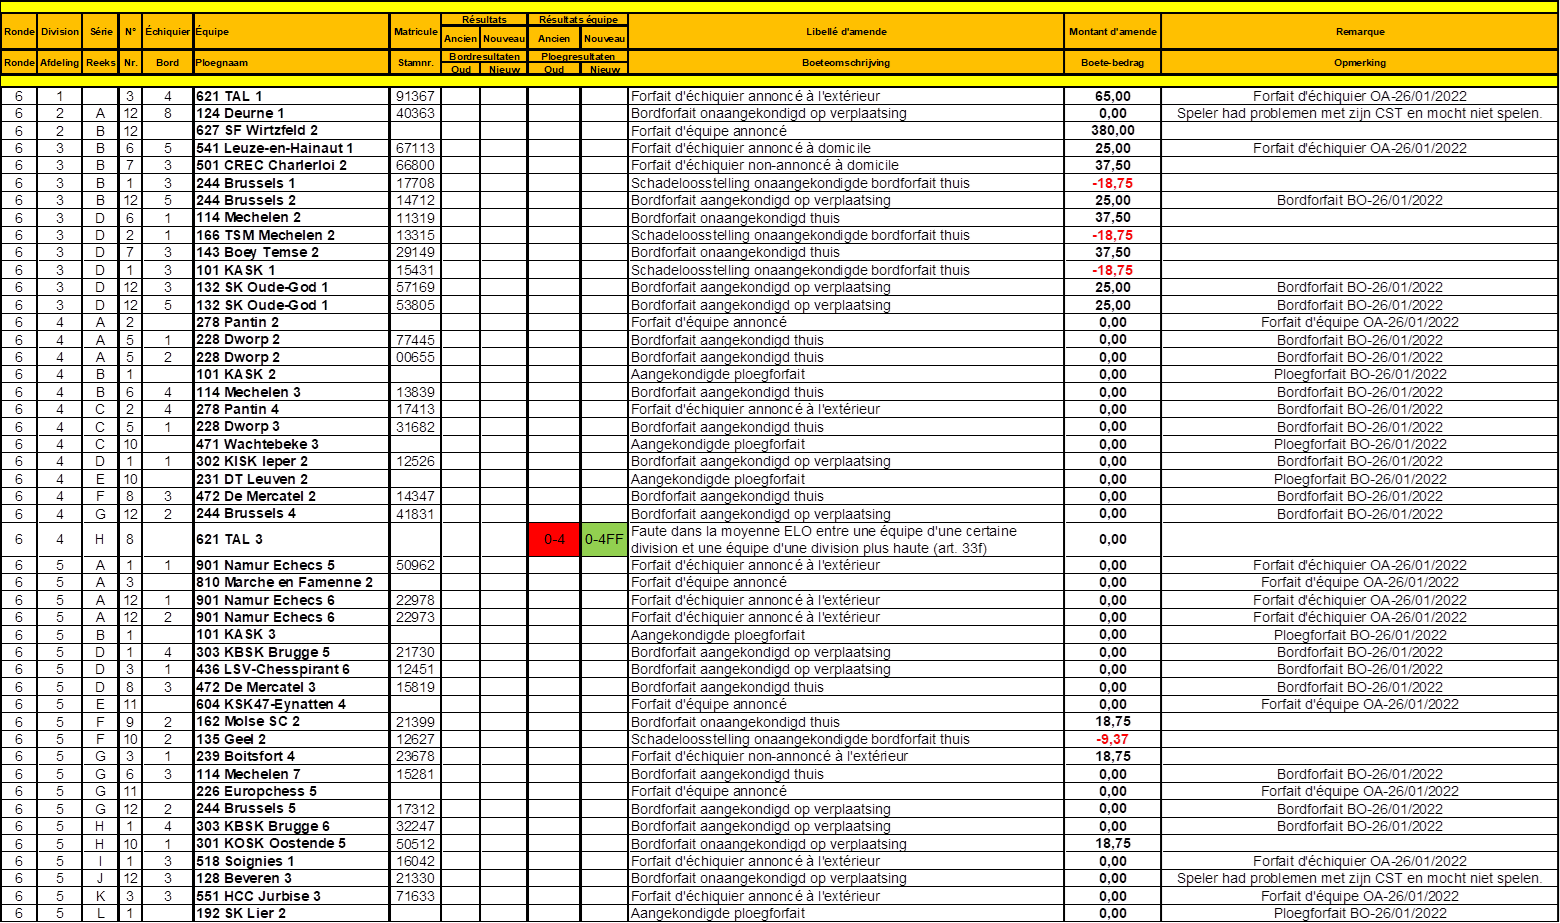 Résultats Résultats équipe
Ronde Division Série N° Échiquier Équipe Matricule Ancien Nouveau Ancien Nouveau Libellé d'amende Montant d'amende Remarque
Bordresultaten Ploegresultaten
Ronde Afdeling Reeks Nr. Bord Ploegnaam Stamnr. Oud Nieuw Oud Nieuw Boeteomschrijving Boete-bedrag Opmerking
6 1 3 4 621 TAL 1 91367 Forfait d'échiquier annoncé à l'extérieur 65,00 Forfait d'échiquier OA-26/01/2022
6 2 A 12 8 124 Deurne 1 40363 Bordforfait onaangekondigd op verplaatsing 0,00 Speler had problemen met zijn CST en mocht niet spelen.
6 2 B 12 627 SF Wirtzfeld 2 Forfait d'équipe annoncé 380,00
6 3 B 6 5 541 Leuze-en-Hainaut 1 67113 Forfait d'échiquier annoncé à domicile 25,00 Forfait d'échiquier OA-26/01/2022
6 3 B 7 3 501 CREC Charlerloi 2 66800 Forfait d'échiquier non-annoncé à domicile 37,50
6 3 B 1 3 244 Brussels 1 17708 Schadeloosstelling onaangekondigde bordforfait thuis -18,75
6 3 B 12 5 244 Brussels 2 14712 Bordforfait aangekondigd op verplaatsing 25,00 Bordforfait BO-26/01/2022
6 3 D 6 1 114 Mechelen 2 11319 Bordforfait onaangekondigd thuis 37,50
6 3 D 2 1 166 TSM Mechelen 2 13315 Schadeloosstelling onaangekondigde bordforfait thuis -18,75
6 3 D 7 3 143 Boey Temse 2 29149 Bordforfait onaangekondigd thuis 37,50
6 3 D 1 3 101 KASK 1 15431 Schadeloosstelling onaangekondigde bordforfait thuis -18,75
6 3 D 12 3 132 SK Oude-God 1 57169 Bordforfait aangekondigd op verplaatsing 25,00 Bordforfait BO-26/01/2022
6 3 D 12 5 132 SK Oude-God 1 53805 Bordforfait aangekondigd op verplaatsing 25,00 Bordforfait BO-26/01/2022
6 4 A 2 278 Pantin 2 Forfait d'équipe annoncé 0,00 Forfait d'équipe OA-26/01/2022
6 4 A 5 1 228 Dworp 2 77445 Bordforfait aangekondigd thuis 0,00 Bordforfait BO-26/01/2022
6 4 A 5 2 228 Dworp 2 00655 Bordforfait aangekondigd thuis 0,00 Bordforfait BO-26/01/2022
6 4 B 1 101 KASK 2 Aangekondigde ploegforfait 0,00 Ploegforfait BO-26/01/2022
6 4 B 6 4 114 Mechelen 3 13839 Bordforfait aangekondigd thuis 0,00 Bordforfait BO-26/01/2022
6 4 C 2 4 278 Pantin 4 17413 Forfait d'échiquier annoncé à l'extérieur 0,00 Bordforfait BO-26/01/2022
6 4 C 5 1 228 Dworp 3 31682 Bordforfait aangekondigd thuis 0,00 Bordforfait BO-26/01/2022
6 4 C 10 471 Wachtebeke 3 Aangekondigde ploegforfait 0,00 Ploegforfait BO-26/01/2022
6 4 D 1 1 302 KISK Ieper 2 12526 Bordforfait aangekondigd op verplaatsing 0,00 Bordforfait BO-26/01/2022
6 4 E 10 231 DT Leuven 2 Aangekondigde ploegforfait 0,00 Ploegforfait BO-26/01/2022
6 4 F 8 3 472 De Mercatel 2 14347 Bordforfait aangekondigd thuis 0,00 Bordforfait BO-26/01/2022
6 4 G 12 2 244 Brussels 4 41831 Bordforfait aangekondigd op verplaatsing 0,00 Bordforfait BO-26/01/2022
6 4 H 8 621 TAL 3 0-4 0-4FF Faute dans la moyenne ELO entre une équipe d'une certaine 0,00
division et une équipe d'une division plus haute (art. 33f)
6 5 A 1 1 901 Namur Echecs 5 50962 Forfait d'échiquier annoncé à l'extérieur 0,00 Forfait d'échiquier OA-26/01/2022
6 5 A 3 810 Marche en Famenne 2 Forfait d'équipe annoncé 0,00 Forfait d'équipe OA-26/01/2022
6 5 A 12 1 901 Namur Echecs 6 22978 Forfait d'échiquier annoncé à l'extérieur 0,00 Forfait d'échiquier OA-26/01/2022
6 5 A 12 2 901 Namur Echecs 6 22973 Forfait d'échiquier annoncé à l'extérieur 0,00 Forfait d'échiquier OA-26/01/2022
6 5 B 1 101 KASK 3 Aangekondigde ploegforfait 0,00 Ploegforfait BO-26/01/2022
6 5 D 1 4 303 KBSK Brugge 5 21730 Bordforfait aangekondigd op verplaatsing 0,00 Bordforfait BO-26/01/2022
6 5 D 3 1 436 LSV-Chesspirant 6 12451 Bordforfait aangekondigd op verplaatsing 0,00 Bordforfait BO-26/01/2022
6 5 D 8 3 472 De Mercatel 3 15819 Bordforfait aangekondigd thuis 0,00 Bordforfait BO-26/01/2022
6 5 E 11 604 KSK47-Eynatten 4 Forfait d'équipe annoncé 0,00 Forfait d'équipe OA-26/01/2022
6 5 F 9 2 162 Molse SC 2 21399 Bordforfait onaangekondigd thuis 18,75
6 5 F 10 2 135 Geel 2 12627 Schadeloosstelling onaangekondigde bordforfait thuis -9,37
6 5 G 3 1 239 Boitsfort 4 23678 Forfait d'échiquier non-annoncé à l'extérieur 18,75
6 5 G 6 3 114 Mechelen 7 15281 Bordforfait aangekondigd thuis 0,00 Bordforfait BO-26/01/2022
6 5 G 11 226 Europchess 5 Forfait d'équipe annoncé 0,00 Forfait d'équipe OA-26/01/2022
6 5 G 12 2 244 Brussels 5 17312 Bordforfait aangekondigd op verplaatsing 0,00 Bordforfait BO-26/01/2022
6 5 H 1 4 303 KBSK Brugge 6 32247 Bordforfait aangekondigd op verplaatsing 0,00 Bordforfait BO-26/01/2022
6 5 H 10 1 301 KOSK Oostende 5 50512 Bordforfait onaangekondigd op verplaatsing 18,75
6 5 I 1 3 518 Soignies 1 16042 Forfait d'échiquier annoncé à l'extérieur 0,00 Forfait d'échiquier OA-26/01/2022
6 5 J 12 3 128 Beveren 3 21330 Bordforfait onaangekondigd op verplaatsing 0,00 Speler had problemen met zijn CST en mocht niet spelen.
6 5 K 3 3 551 HCC Jurbise 3 71633 Forfait d'échiquier annoncé à l'extérieur 0,00 Forfait d'équipe OA-26/01/2022
6 5 L 1 192 SK Lier 2 Aangekondigde ploegforfait 0,00 Ploegforfait BO-26/01/2022